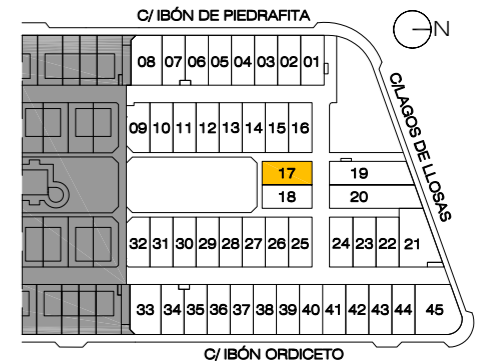 C/ IBÓN DE PIEDRAFITA
N
08 07 06 05 04 03 02 01
C/LAGOS DE LLOSAS
09 10 11 12 13 14 15 16
17 19
18 20
32 31 30 29 28 27 26 25 24 23 22 21
33 34 35 36 37 38 39 40 41 42 43 44 45
C/ IBÓN ORDICETO